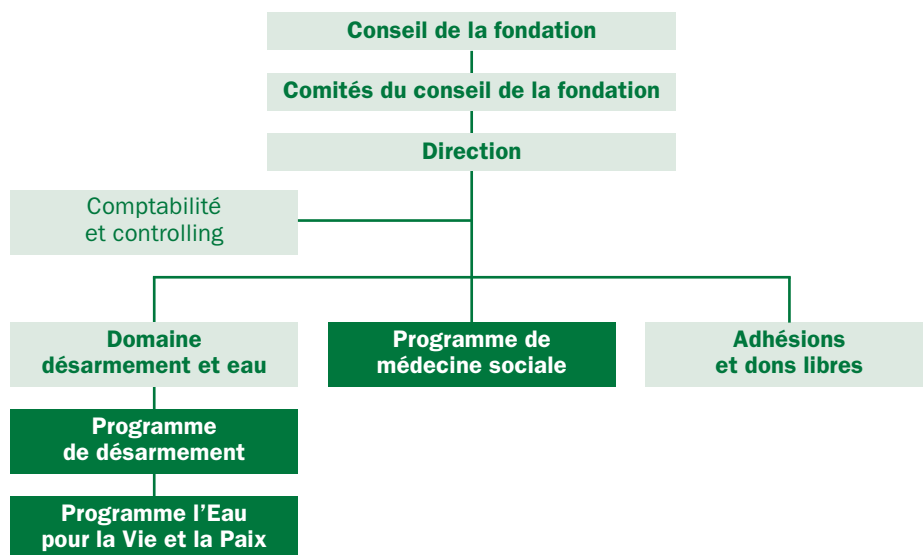 Conseil de la fondation
Comités du conseil de la fondation
Direction
Comptabilité
et controlling
Domaine
désarmement et eau
Programme de
médecine sociale
Adhésions
et dons libres
Programme
de désarmement
Programme l’Eau
pour la Vie et la Paix